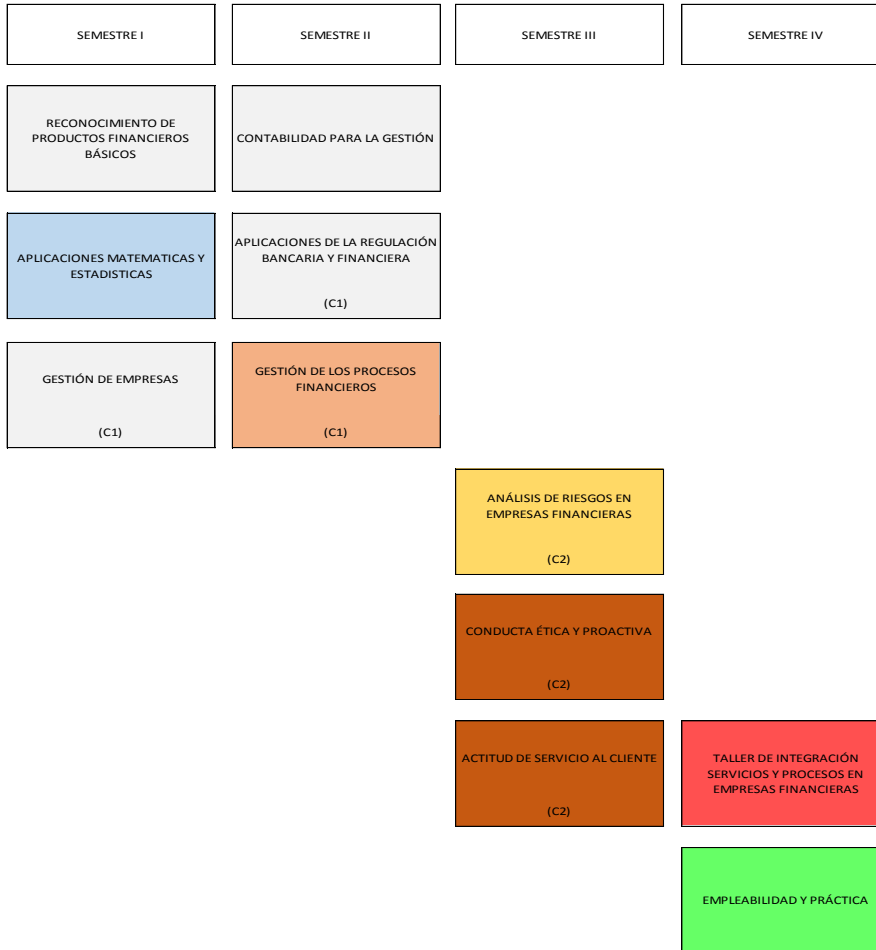 SEMESTRE I
SEMESTRE II
SEMESTRE III
SEMESTRE IV
RECONOCIMIENTO DE
PRODUCTOS FINANCIEROS
BÁSICOS
CONTABILIDAD PARA LA GESTIÓN
APLICACIONES MATEMATICAS Y
ESTADISTICAS
APLICACIONES DE LA REGULACIÓN
BANCARIA Y FINANCIERA
(C1)
GESTIÓN DE EMPRESAS
(C1)
GESTIÓN DE LOS PROCESOS
FINANCIEROS
(C1)
ANÁLISIS DE RIESGOS EN
EMPRESAS FINANCIERAS
(C2)
CONDUCTA ÉTICA Y PROACTIVA
(C2)
ACTITUD DE SERVICIO AL CLIENTE
(C2)
TALLER DE INTEGRACIÓN
SERVICIOS Y PROCESOS EN
EMPRESAS FINANCIERAS
EMPLEABILIDAD Y PRÁCTICA